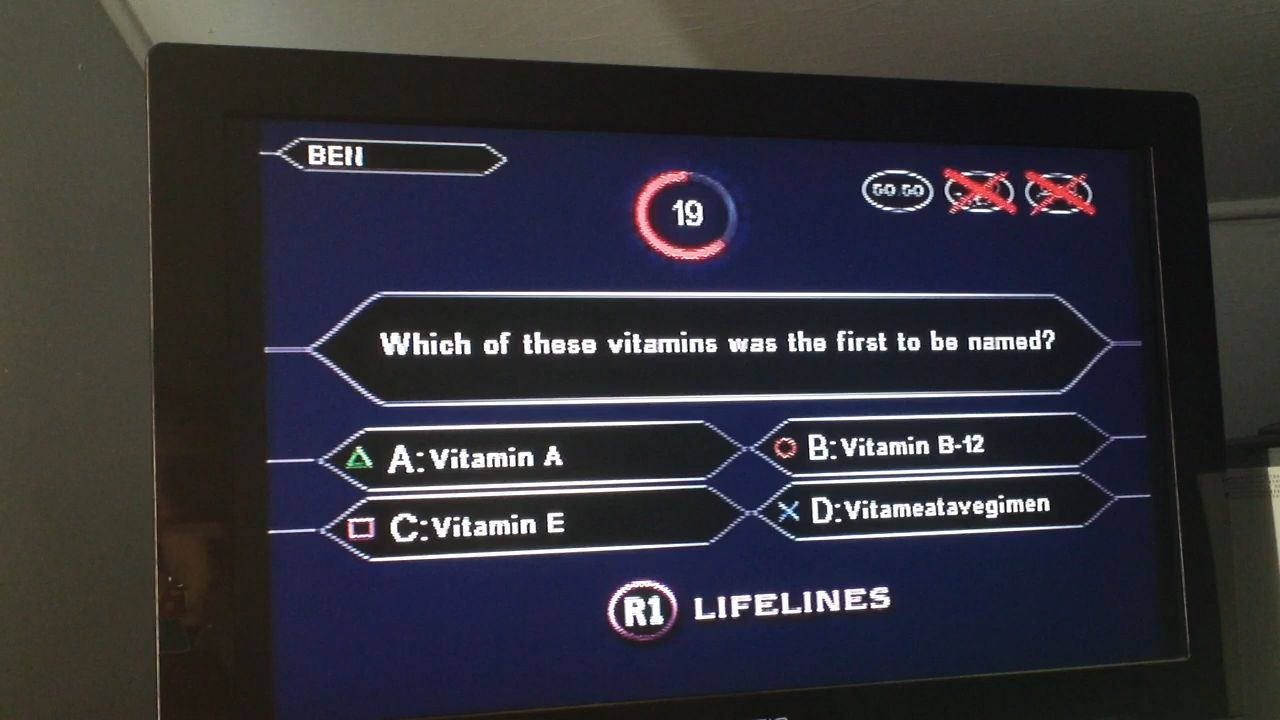 BEN
19
50:50
Which of these vitamins was the first to be named?
A: Vitamin A
B: Vitamin B-12
C: Vitamin E
D: Vitameatavegimen
R1 LIFELINES